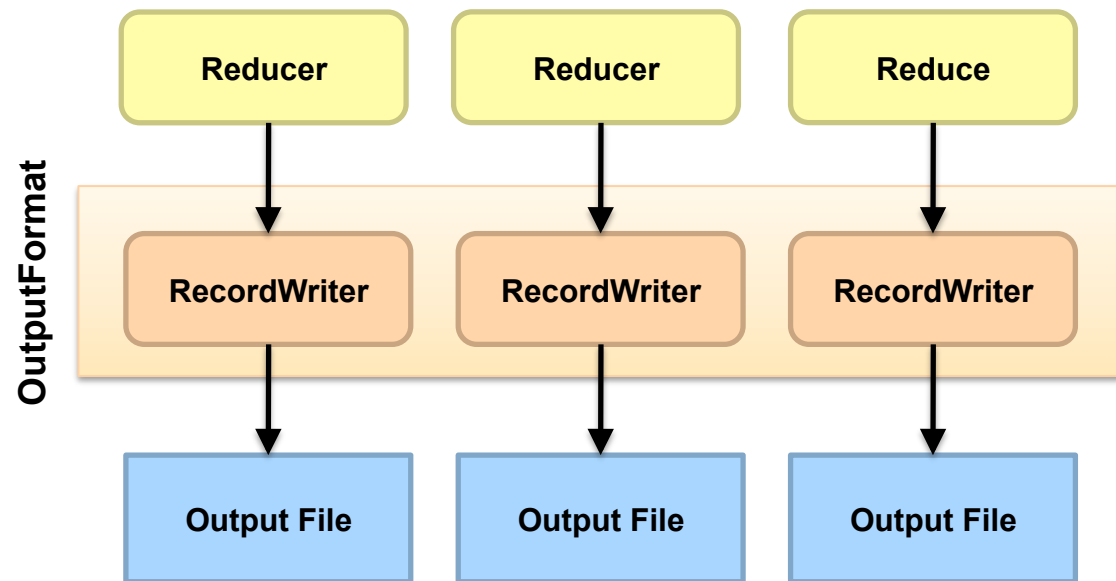 Reducer
Reducer
Reduce
OutputFormat
RecordWriter
RecordWriter
RecordWriter
Output File
Output File
Output File